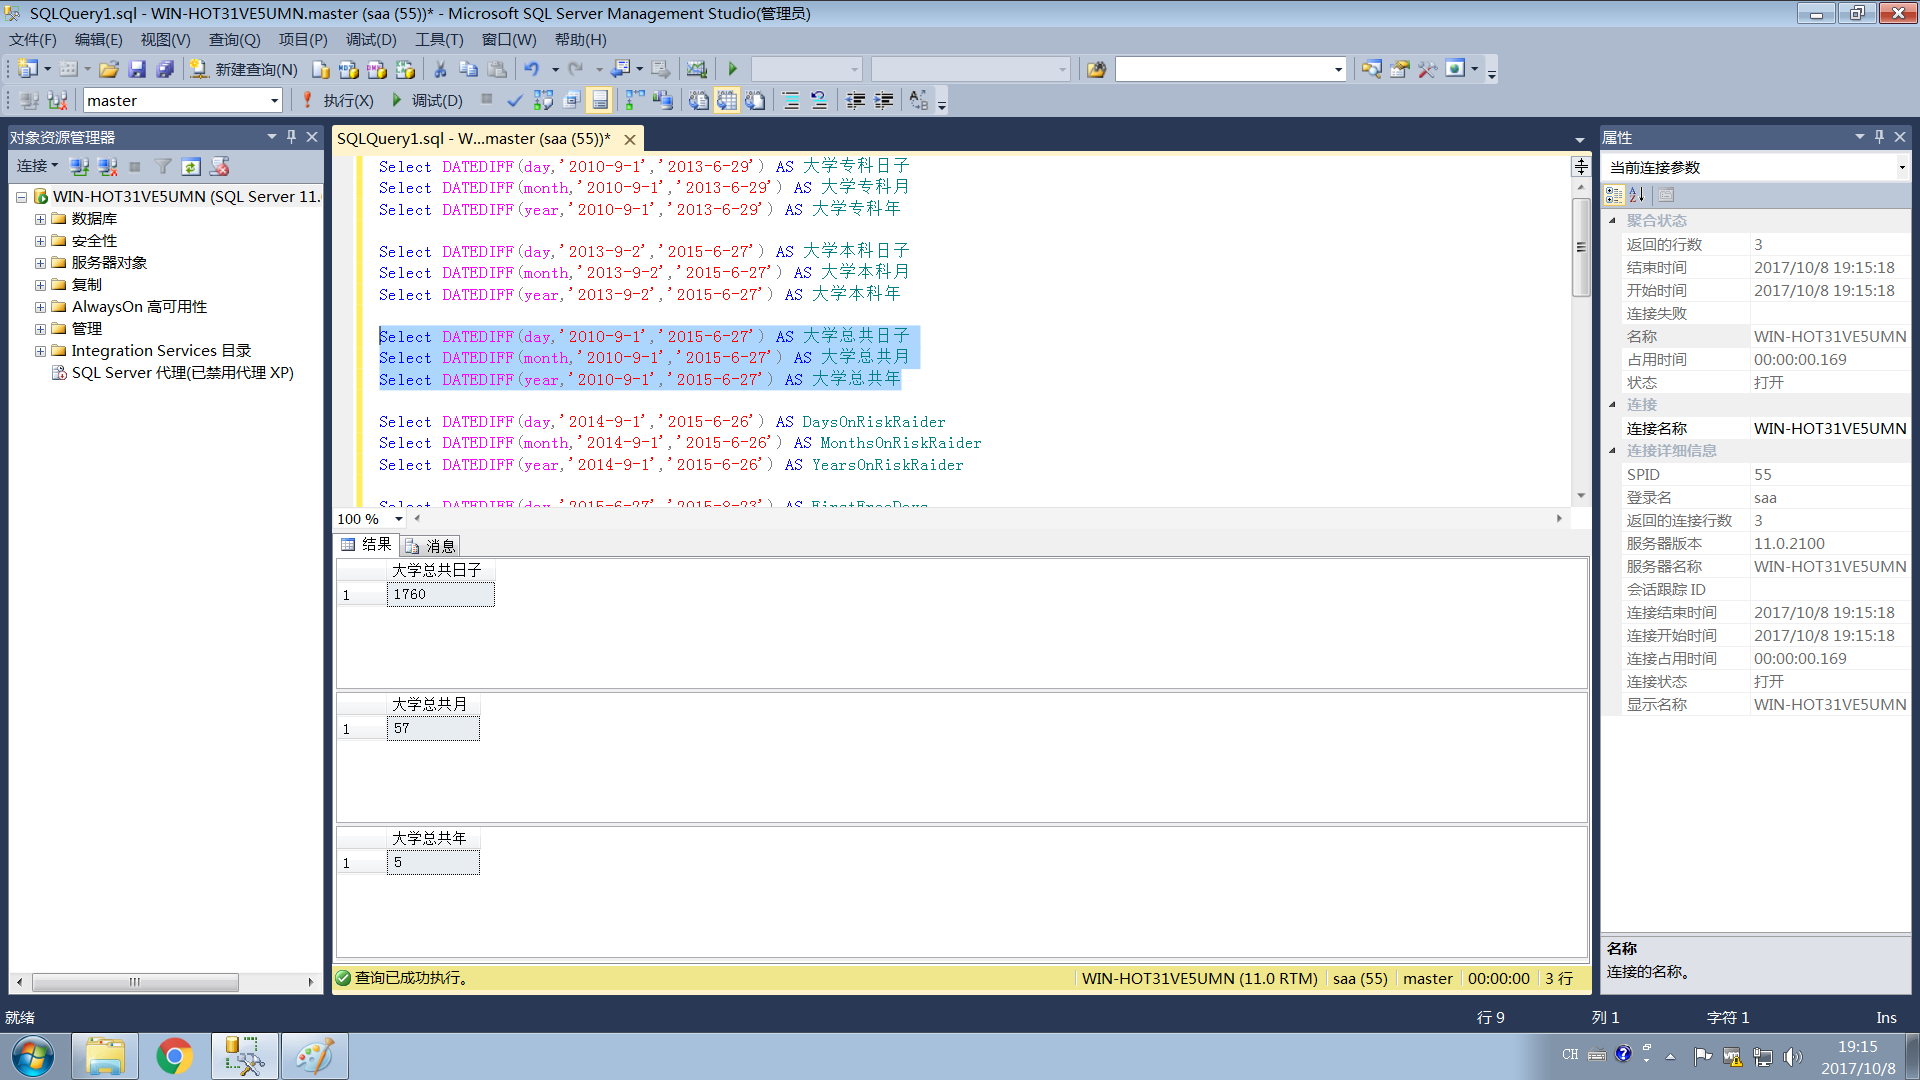 SQLQuery1.sql - WIN-HOT31VE5UMN.master (saa (55))* - Microsoft SQL Server Management Studio(管理员)
文件(F) 编辑(E) 视图(V) 查询(Q) 项目(P) 调试(D) 工具(T) 窗口(W) 帮助(H)
新建查询(N)
master 执行(X) 调试(D)
对象资源管理器
连接
WIN-HOT31VE5UMN (SQL Server 11.
数据库
安全性
服务器对象
复制
AlwaysOn 高可用性
管理
Integration Services 目录
SQL Server 代理(已禁用代理 XP)
SQLQuery1.sql - W...master (saa (55))*
Select DATEDIFF(day,'2010-9-1','2013-6-29') AS 大学专科日子
Select DATEDIFF(month,'2010-9-1','2013-6-29') AS 大学专科月
Select DATEDIFF(year,'2010-9-1','2013-6-29') AS 大学专科年
Select DATEDIFF(day,'2013-9-2','2015-6-27') AS 大学本科日子
Select DATEDIFF(month,'2013-9-2','2015-6-27') AS 大学本科月
Select DATEDIFF(year,'2013-9-2','2015-6-27') AS 大学本科年
Select DATEDIFF(day,'2010-9-1','2015-6-27') AS 大学总共日子
Select DATEDIFF(month,'2010-9-1','2015-6-27') AS 大学总共月
Select DATEDIFF(year,'2010-9-1','2015-6-27') AS 大学总共年
Select DATEDIFF(day,'2014-9-1','2015-6-26') AS DaysOnRiskRaider
Select DATEDIFF(month,'2014-9-1','2015-6-26') AS MonthsOnRiskRaider
Select DATEDIFF(year,'2014-9-1','2015-6-26') AS YearsOnRiskRaider
Select DATEDIFF(day,'2015-6-27','2015-8-23') AS FirstFreeDays
100 %
结果 消息
大学总共日子
1 1760
大学总共月
1 57
大学总共年
1 5
查询已成功执行。 WIN-HOT31VE5UMN (11.0 RTM) saa (55) master 00:00:00 3 行
属性
当前连接参数
聚合状态
返回的行数 3
结束时间 2017/10/8 19:15:18
开始时间 2017/10/8 19:15:18
连接失败
名称 WIN-HOT31VE5UMN
占用时间 00:00:00.169
状态 打开
连接
连接名称 WIN-HOT31VE5UMN
连接详细信息
SPID 55
登录名 saa
返回的连接行数 3
服务器版本 11.0.2100
服务器名称 WIN-HOT31VE5UMN
会话跟踪 ID
连接结束时间 2017/10/8 19:15:18
连接开始时间 2017/10/8 19:15:18
连接占用时间 00:00:00.169
连接状态 打开
显示名称 WIN-HOT31VE5UMN
名称
连接的名称。
就绪 行 9 列 1 字符 1 Ins
CH 19:15
2017/10/8